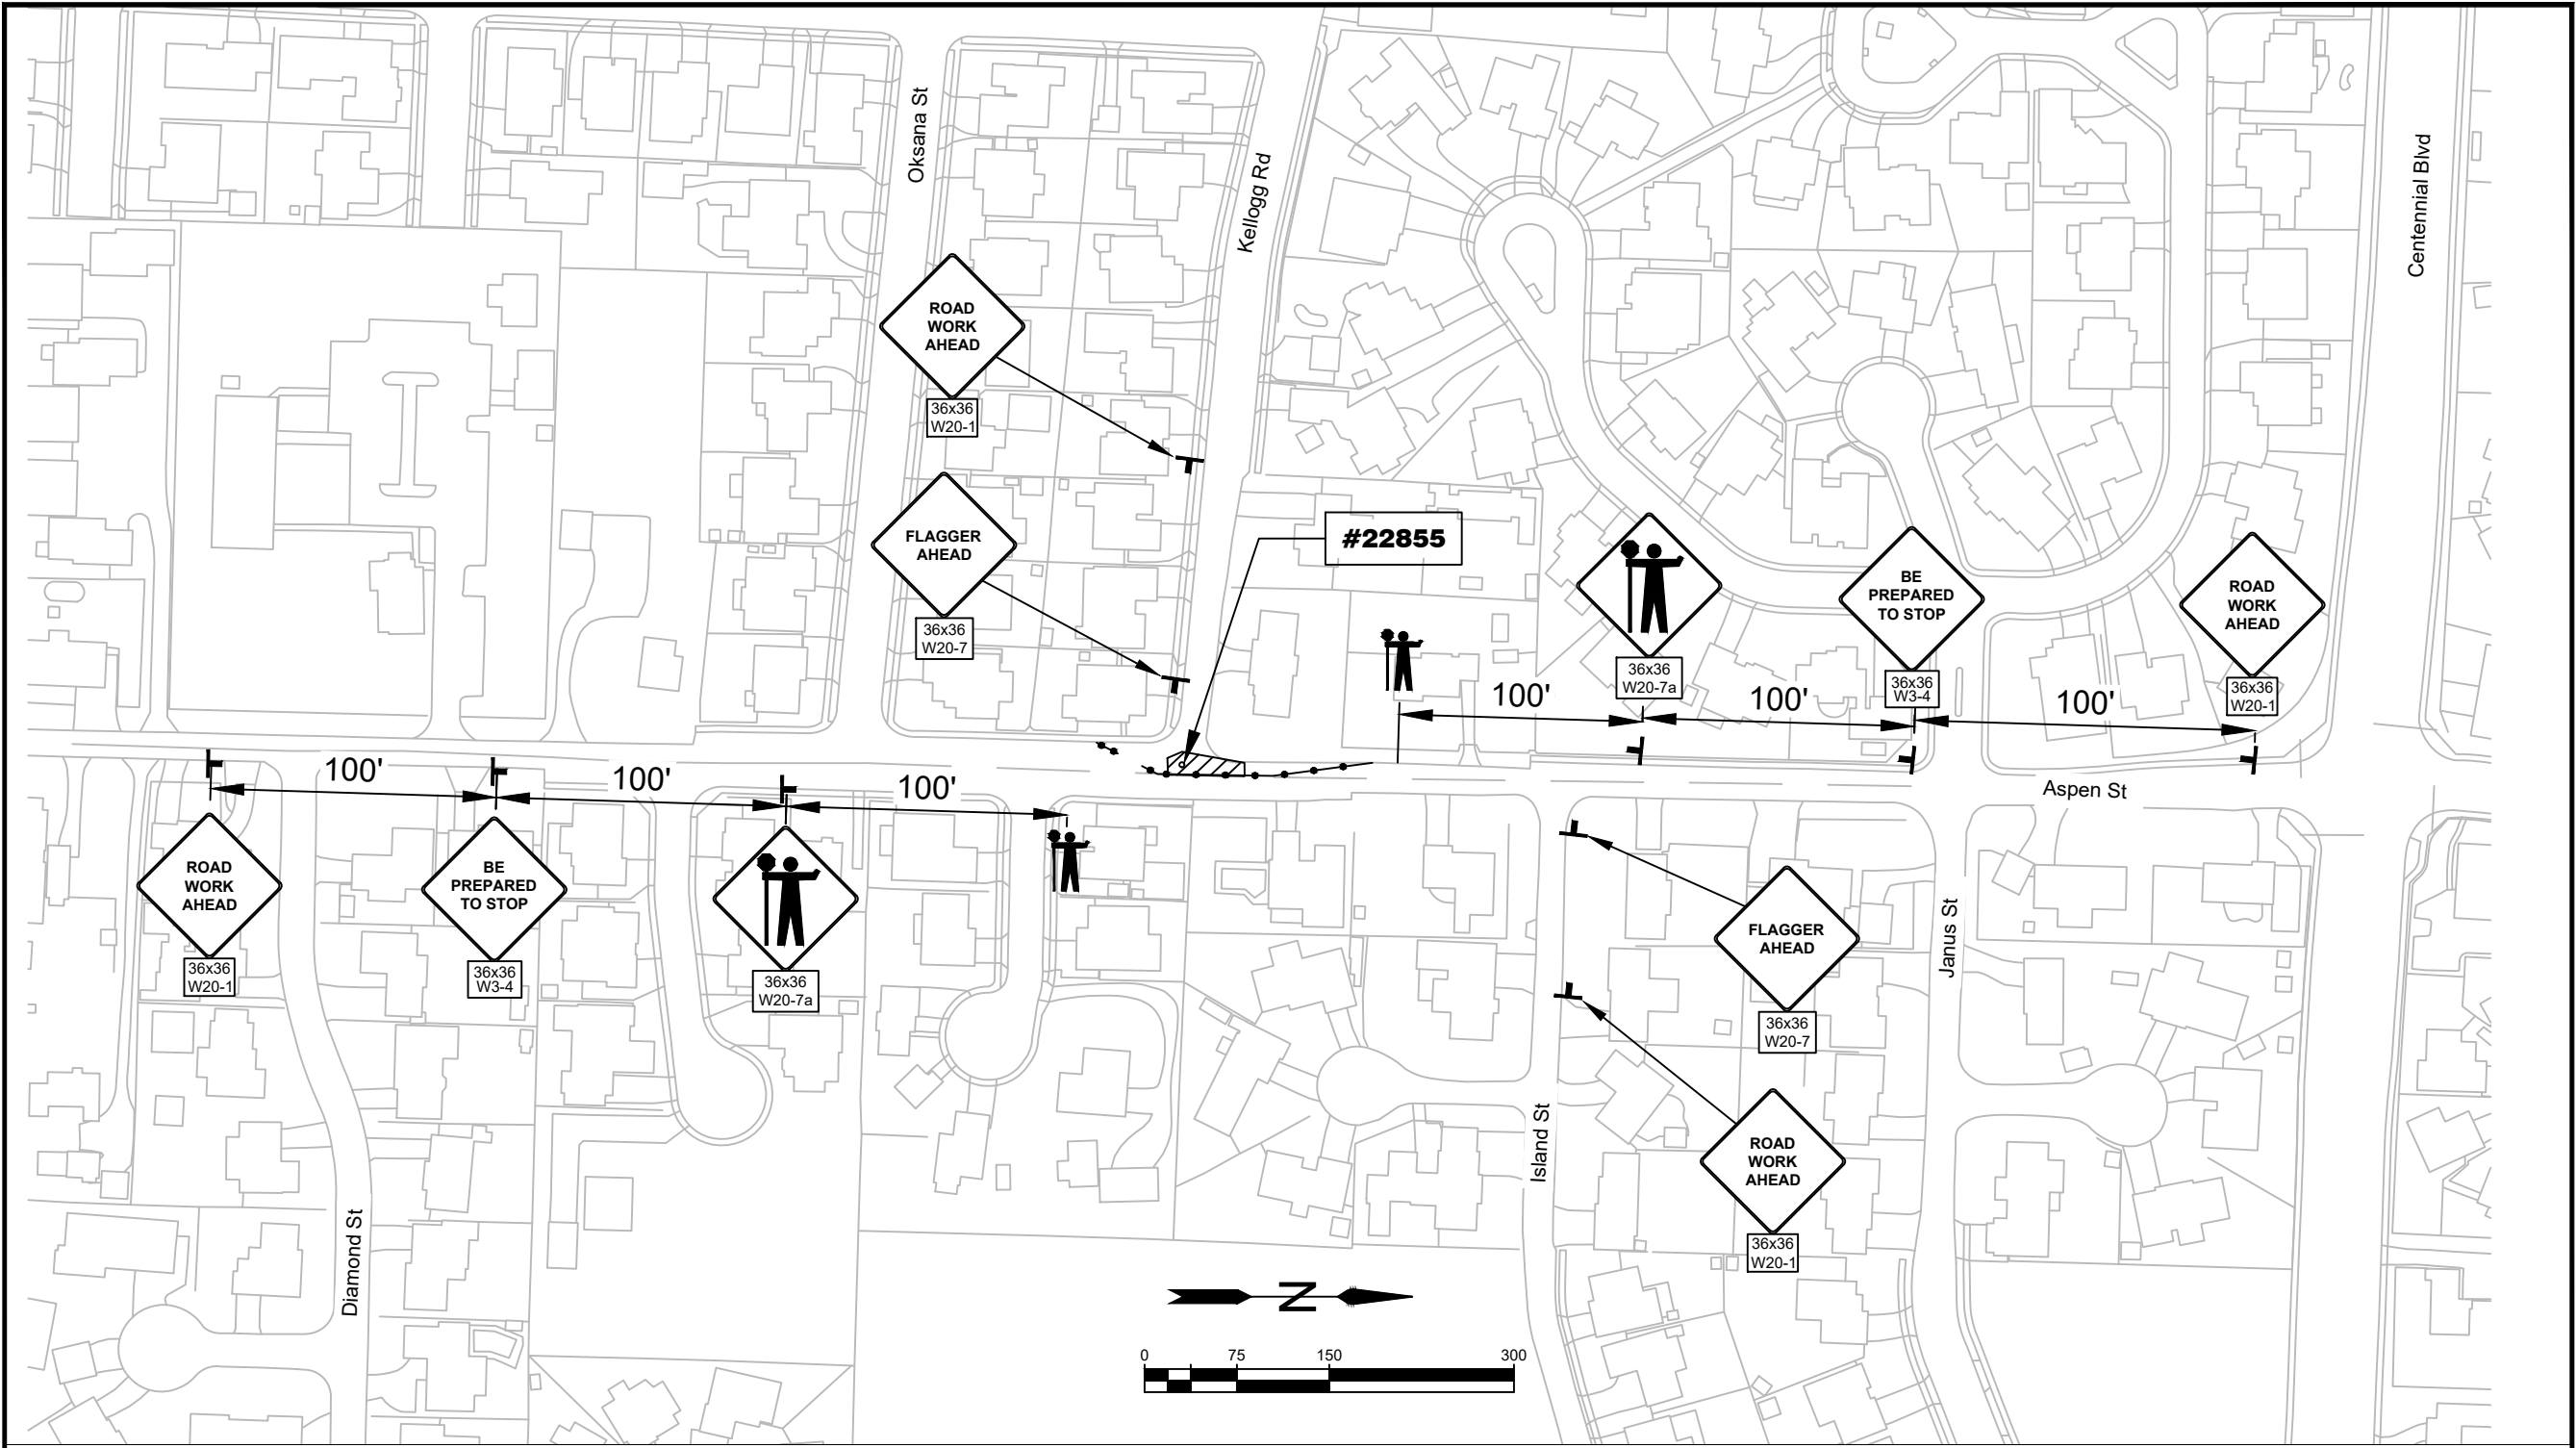 Oksana St
Kellogg Rd
Centennial Blvd
ROAD
WORK
AHEAD
36x36
W20-1
FLAGGER
AHEAD
36x36
W20-7
#22855
36x36
W20-7a
BE
PREPARED
TO STOP
36x36
W3-4
ROAD
WORK
AHEAD
36x36
W20-1
100'
100'
100'
100'
100'
100'
Aspen St
ROAD
WORK
AHEAD
36x36
W20-1
BE
PREPARED
TO STOP
36x36
W3-4
36x36
W20-7a
FLAGGER
AHEAD
36x36
W20-7
Janus St
Island St
ROAD
WORK
AHEAD
36x36
W20-1
Diamond St
N
0 75 150 300